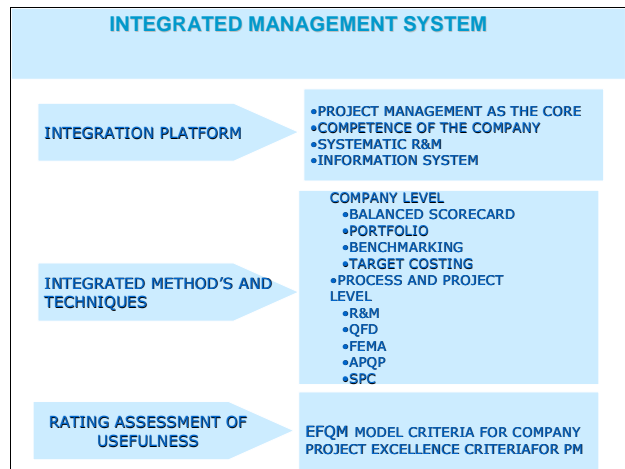 INTEGRATED MANAGEMENT SYSTEM
INTEGRATION PLATFORM
•PROJECT MANAGEMENT AS THE CORE
•COMPETENCE OF THE COMPANY
•SYSTEMATIC R&M
•INFORMATION SYSTEM
INTEGRATED METHOD'S AND
TECHNIQUES
COMPANY LEVEL
•BALANCED SCORECARD
•PORTFOLIO
•BENCHMARKING
•TARGET COSTING
•PROCESS AND PROJECT
LEVEL
•R&M
•QFD
•FEMA
•APQP
•SPC
RATING ASSESSMENT OF
USEFULNESS
EFQM MODEL CRITERIA FOR COMPANY
PROJECT EXCELLENCE CRITERIAFOR PM